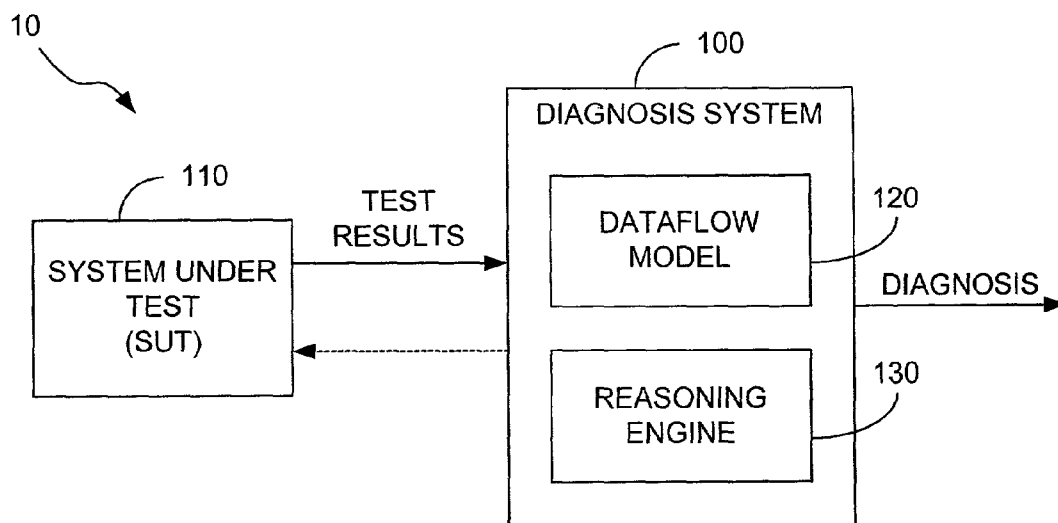 10
100
DIAGNOSIS SYSTEM
110
TEST
RESULTS
120
DATAFLOW
MODEL
SYSTEM UNDER
TEST
(SUT)
DIAGNOSIS
130
REASONING
ENGINE